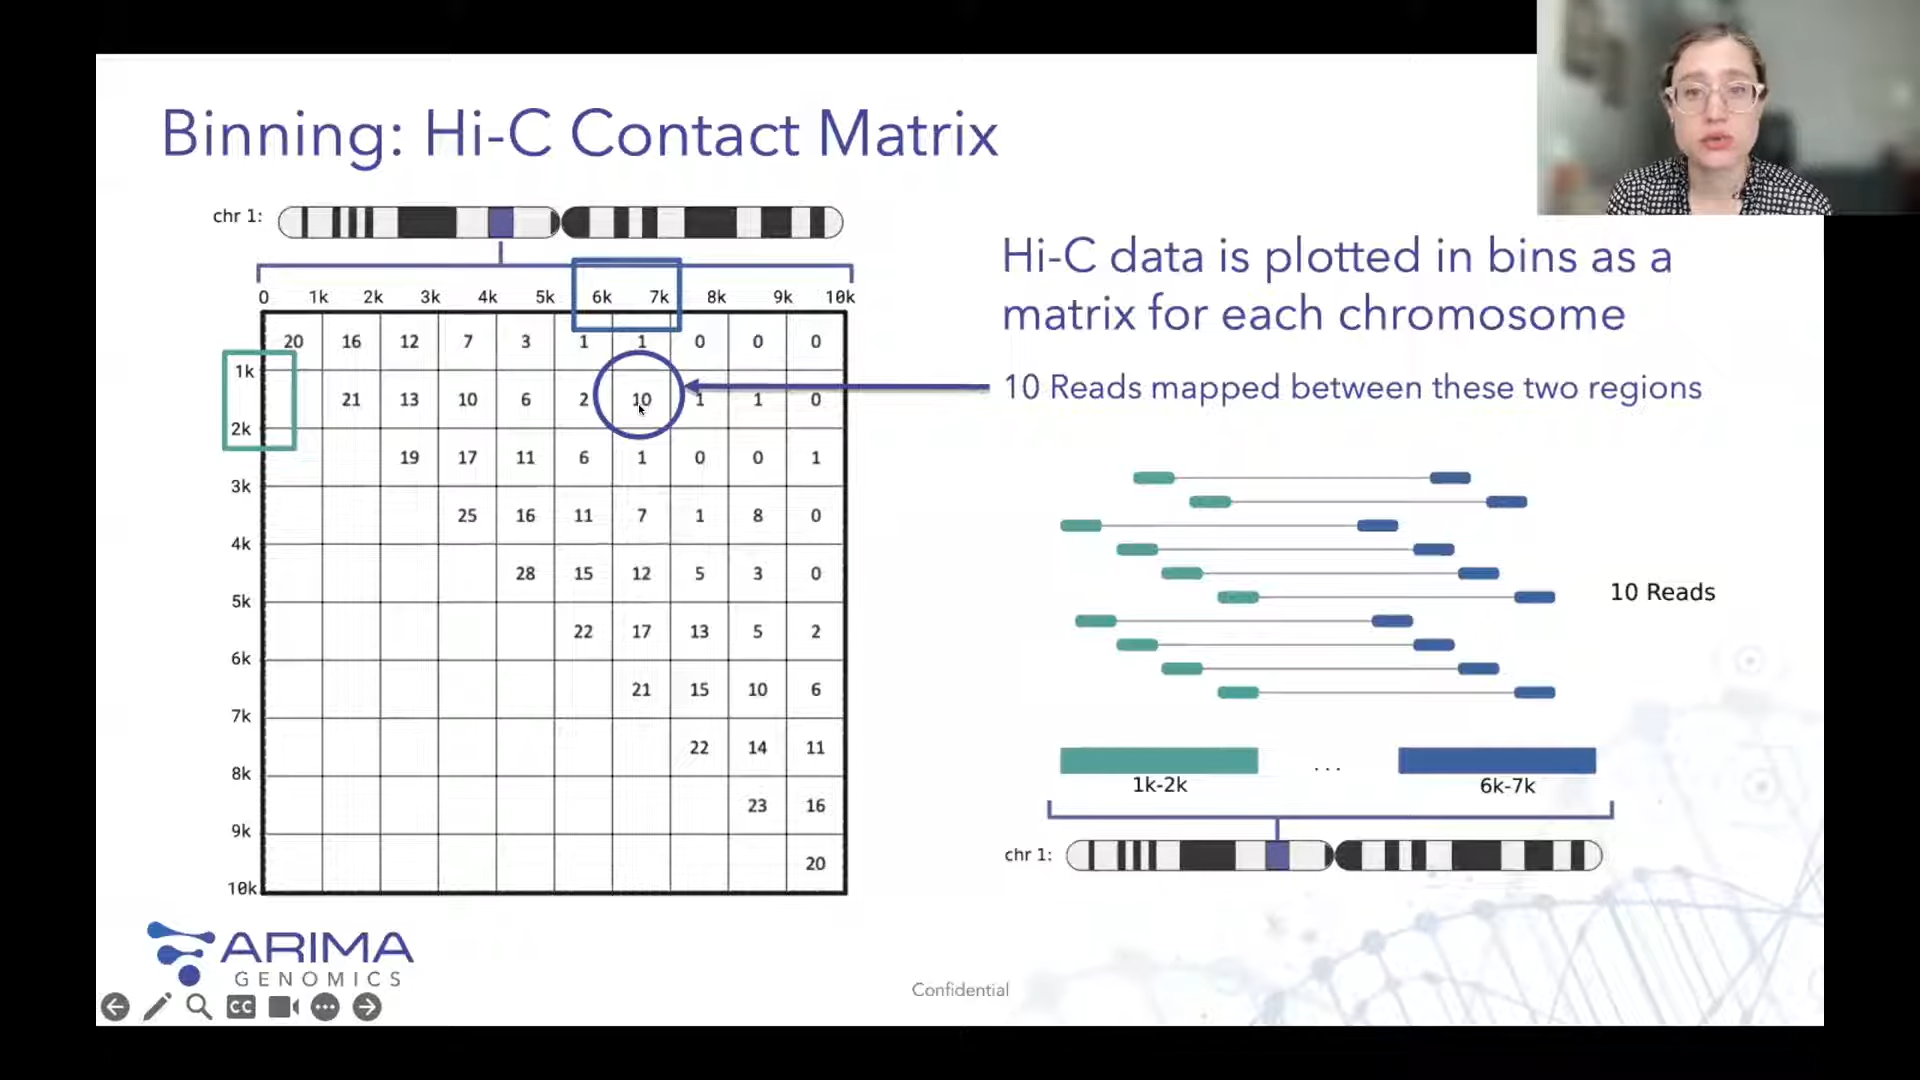 Binning: Hi-C Contact Matrix
chr 1:
0 1k 2k 3k 4k 5k 6k 7k 8k 9k 10k
20 16 12 7 3 1 1 0 0 0
1k
21 13 10 6 2 10 1 1 0
2k
19 17 11 6 1 0 0 1
3k
25 16 11 7 1 8 0
4k
28 15 12 5 3 0
5k
22 17 13 5 2
6k
21 15 10 6
7k
22 14 11
8k
23 16
9k
20
10k
Hi-C data is plotted in bins as a
matrix for each chromosome
10 Reads mapped between these two regions
10 Reads
...
1k-2k 6k-7k
chr 1:
ARIMA
GENOMICS
Confidential
CC